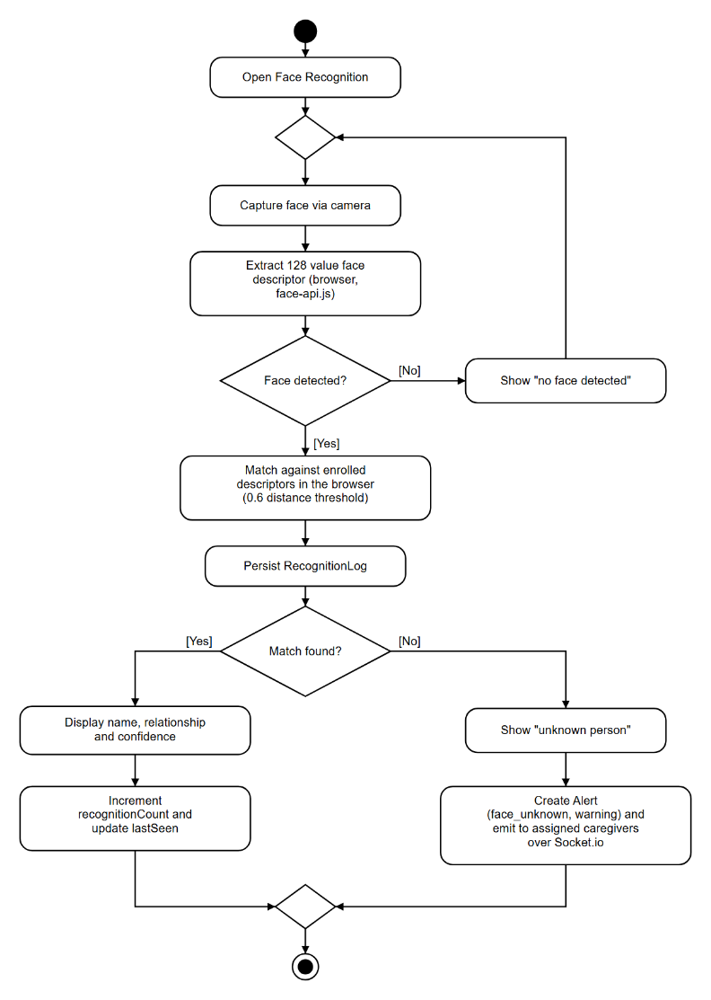 Open Face Recognition
Capture face via camera
Extract 128 value face
descriptor (browser,
face-api.js)
Face detected?
[No]
Show "no face detected"
[Yes]
Match against enrolled
descriptors in the browser
(0.6 distance threshold)
Persist RecognitionLog
Match found?
[Yes]
[No]
Display name, relationship
and confidence
Show "unknown person"
Increment
recognitionCount and
update lastSeen
Create Alert
(face_unknown, warning) and
emit to assigned caregivers
over Socket.io